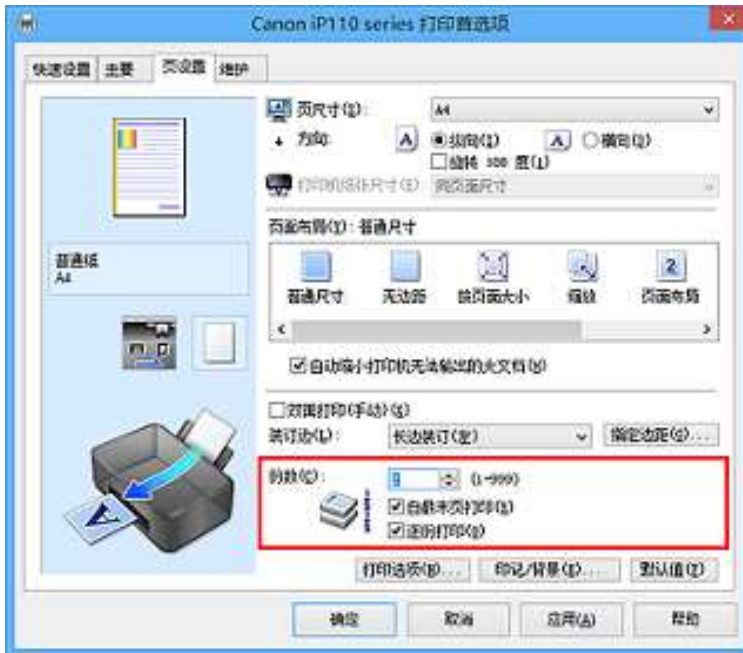 Canon iP110 series 打印首选项
快速设置 主要 页设置 维护
页尺寸(Z): A4
方向: A 纵向(1) A 横向(2)
旋转 180 度(1)
打印机纸张尺寸(E): 同页面尺寸
页面布局(Y): 普通尺寸
普通纸
A4
普通尺寸 无边距 按页面大小 缩放 页面布局
自动缩小打印机无法输出的大文档(N)
双面打印(手动)(X)
装订边(L): 长边装订(左) 指定边距(G)...
份数(C): (1-999)
自最末页打印(S)
逐份打印(O)
打印选项(B)... 印记/背景(P)... 默认值(T)
确定 取消 应用(A) 帮助